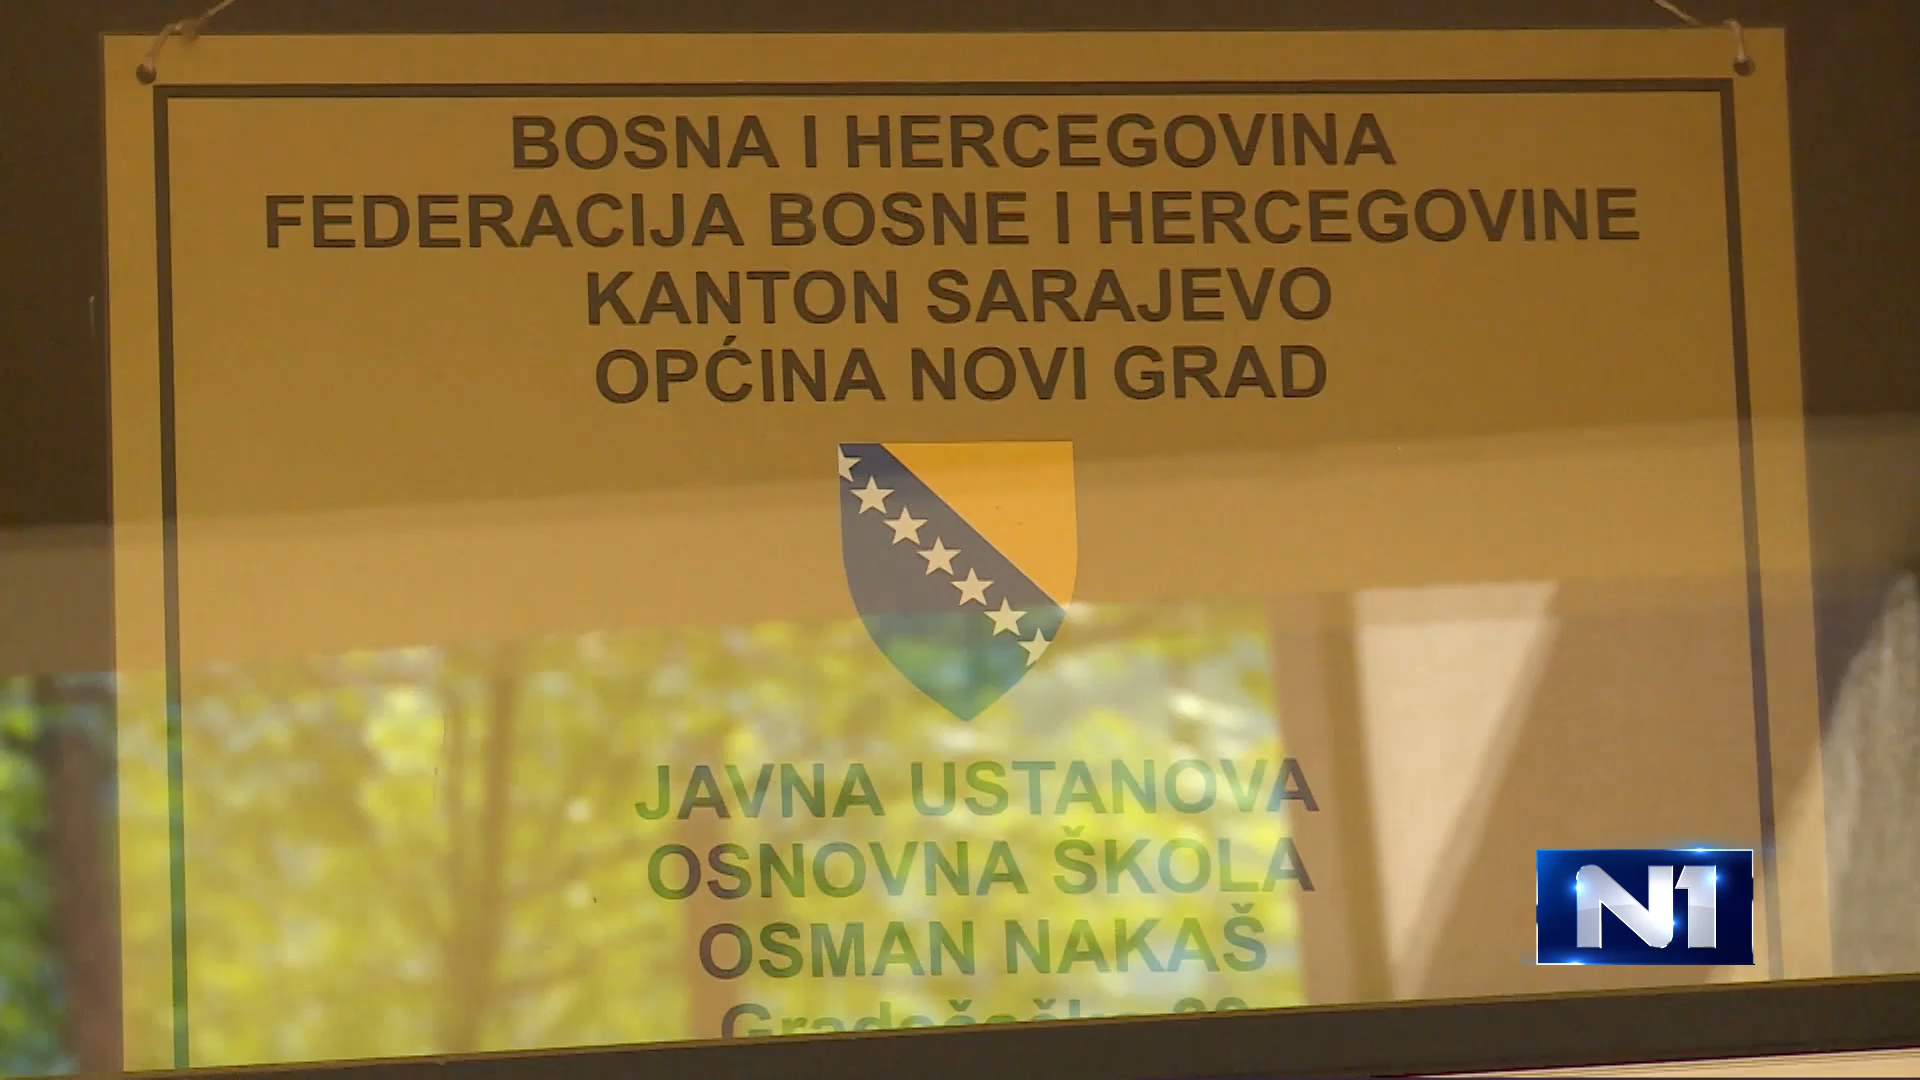 BOSNA I HERCEGOVINA
FEDERACIJA BOSNE I HERCEGOVINE
KANTON SARAJEVO
OPĆINA NOVI GRAD
JAVNA USTANOVA
OSNOVNA ŠKOLA
OSMAN NAKAŠ
N1